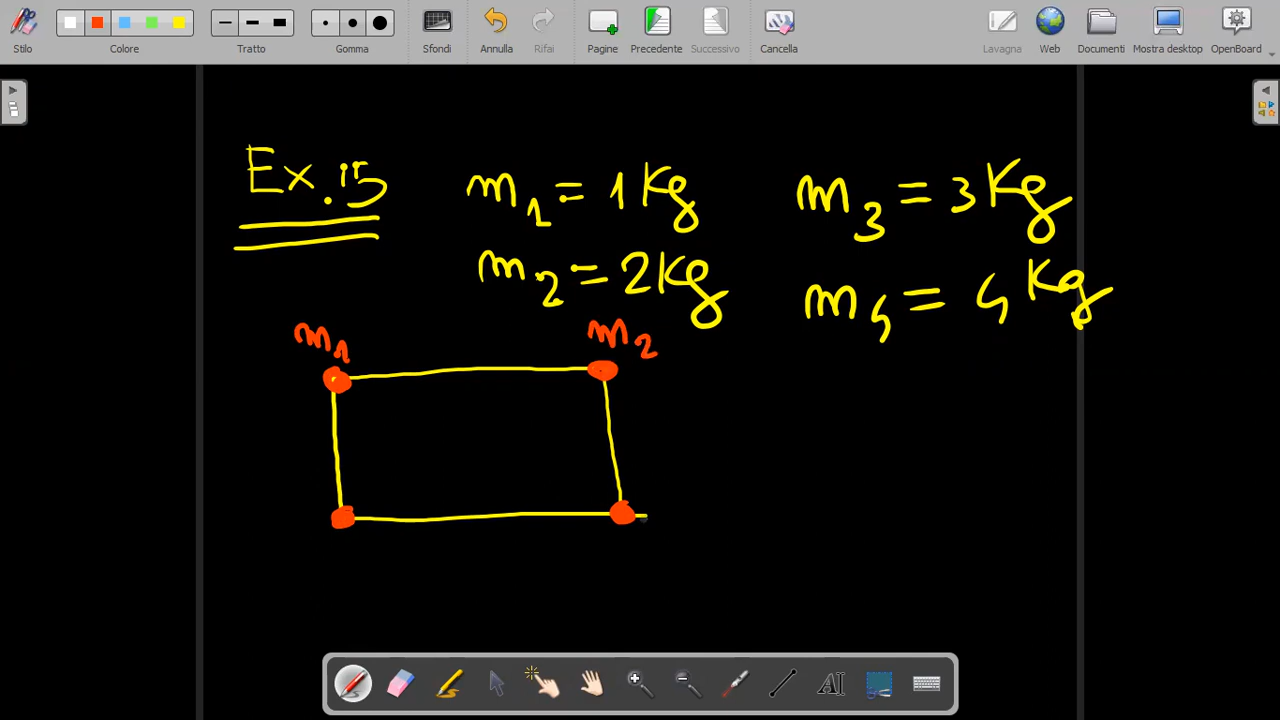 Stilo Colore Tratto Gomma Sfondi Annulla Rifai Pagine Precedente Successivo Cancella Lavagna Web Documenti Mostra desktop OpenBoard
Ex. 15
m₁ = 1 Kg
m₃ = 3 Kg
m₂ = 2 Kg
m₄ = 4 Kg
m₁
m₂
AI